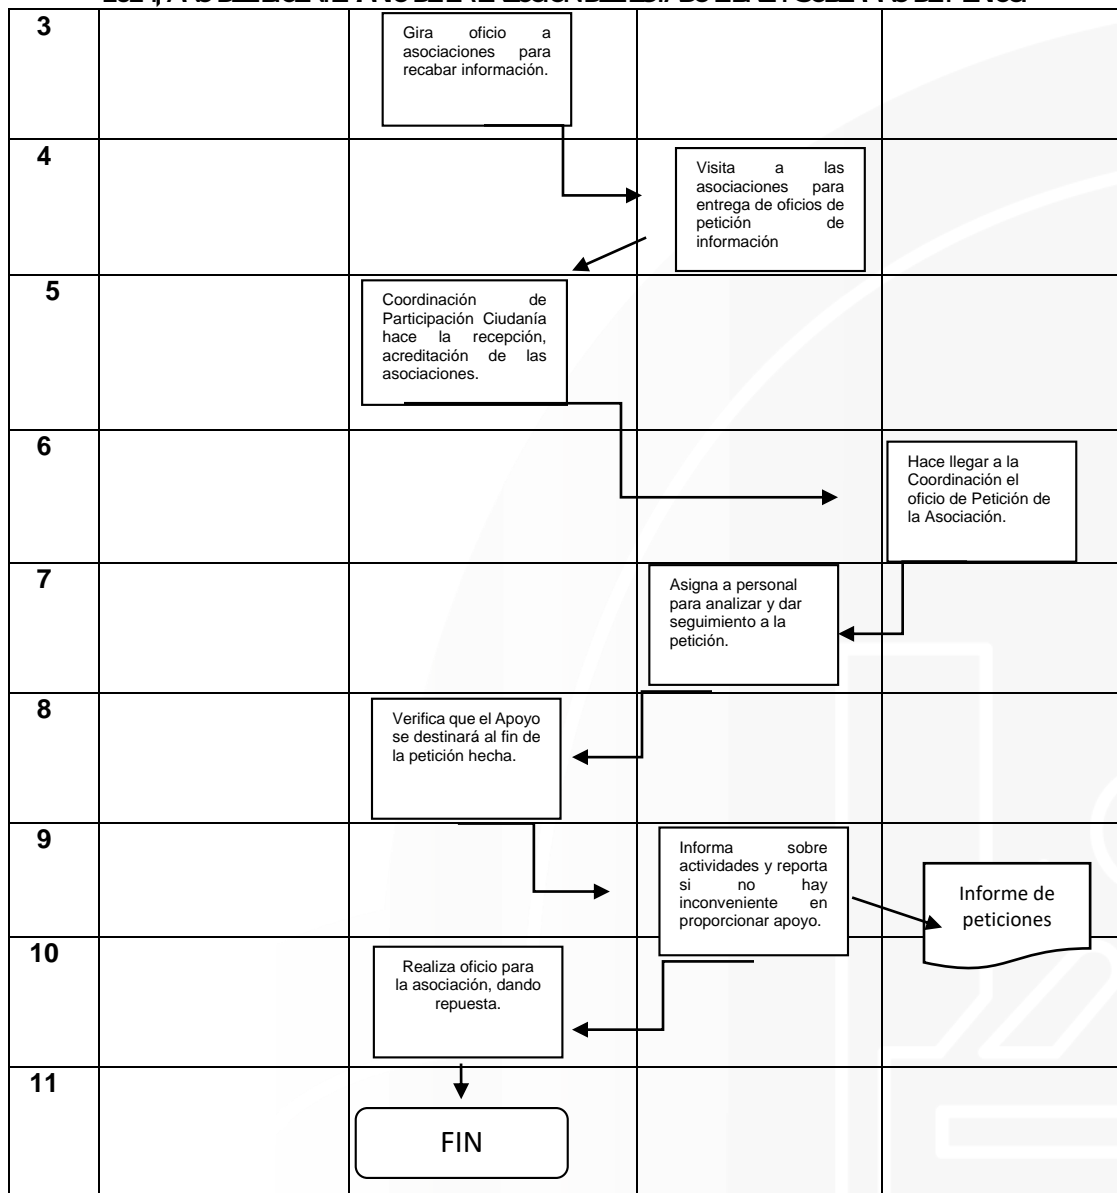 3
Gira oficio a
asociaciones para
recabar información.
4
Visita a las
asociaciones para
entrega de oficios de
petición de
información
5
Coordinación de
Participación Ciudanía
hace la recepción,
acreditación de las
asociaciones.
6
Hace llegar a la
Coordinación el
oficio de Petición de
la Asociación.
7
Asigna a personal
para analizar y dar
seguimiento a la
petición.
8
Verifica que el Apoyo
se destinará al fin de
la petición hecha.
9
Informa sobre
actividades y reporta
si no hay
inconveniente en
proporcionar apoyo.
Informe de
peticiones
10
Realiza oficio para
la asociación, dando
repuesta.
11
FIN